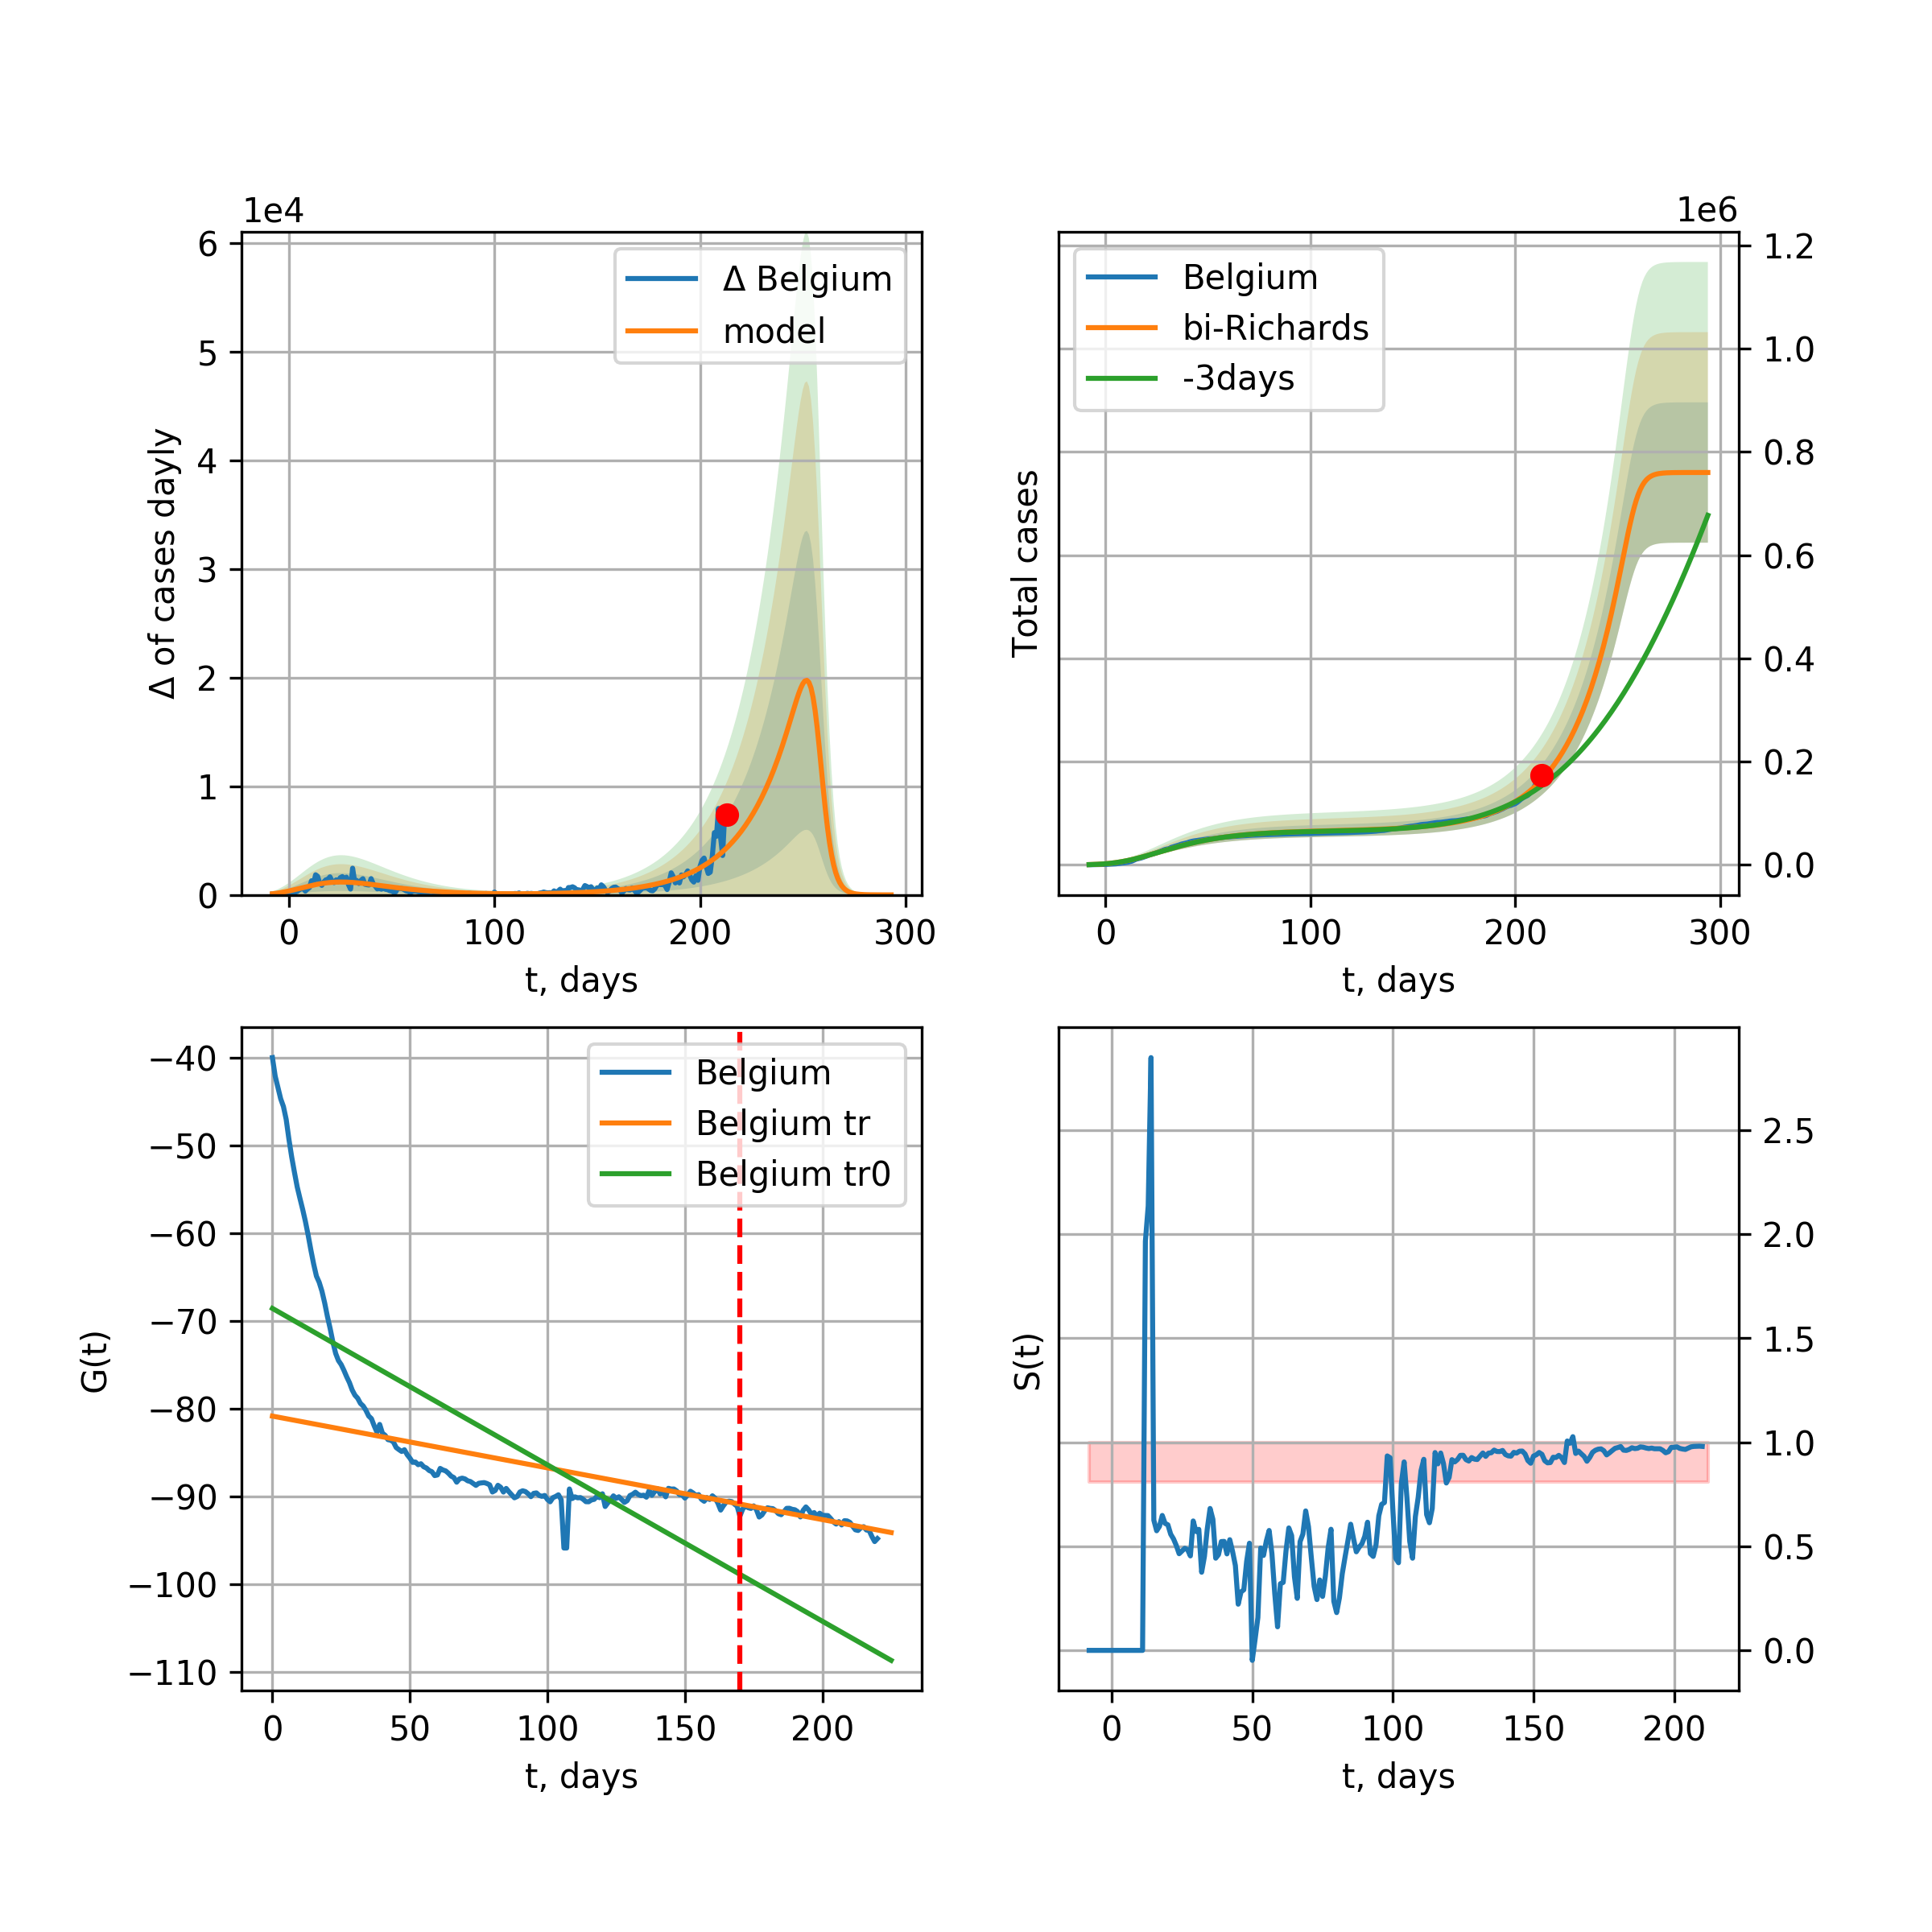 1e4
6
5
4
3
2
1
0
Δ of cases dayly
Δ Belgium
model
0 100 200 300
t, days
1e6
1.2
1.0
0.8
0.6
0.4
0.2
0.0
Total cases
Belgium
bi-Richards
-3days
0 100 200 300
t, days
−40
−50
−60
−70
−80
−90
−100
−110
G(t)
Belgium
Belgium tr
Belgium tr0
0 50 100 150 200
t, days
2.5
2.0
1.5
1.0
0.5
0.0
S(t)
0 50 100 150 200
t, days